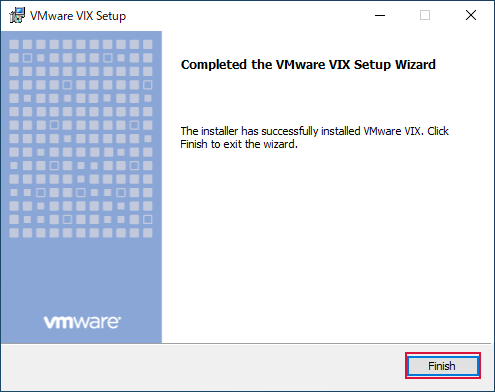 VMware VIX Setup
Completed the VMware VIX Setup Wizard
The installer has successfully installed VMware VIX. Click
Finish to exit the wizard.
vmware
Finish